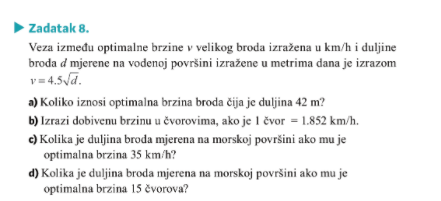 ▶ Zadatak 8.
Veza između optimalne brzine v velikog broda izražena u km/h i duljine
broda d mjerene na vodenoj površini izražene u metrima dana je izrazom
v = 4.5√d.
a) Koliko iznosi optimalna brzina broda čija je duljina 42 m?
b) Izrazi dobivenu brzinu u čvorovima, ako je 1 čvor = 1.852 km/h.
c) Kolika je duljina broda mjerena na morskoj površini ako mu je
optimalna brzina 35 km/h?
d) Kolika je duljina broda mjerena na morskoj površini ako mu je
optimalna brzina 15 čvorova?